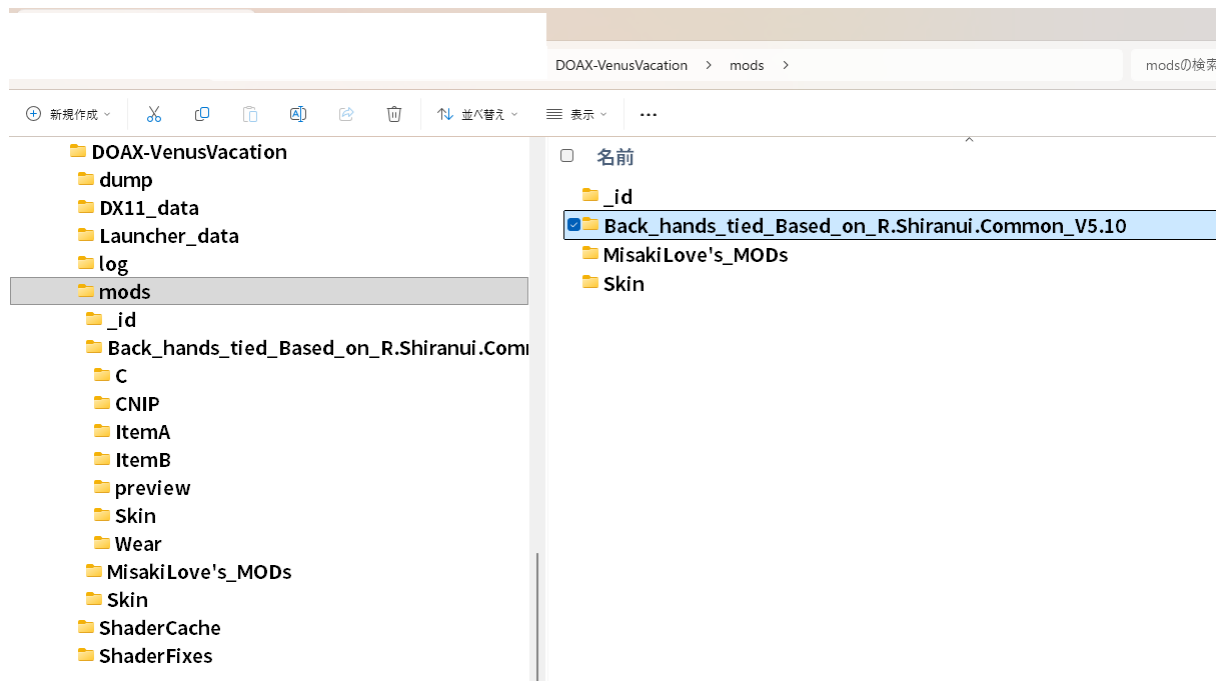 DOAX-VenusVacation > mods >
modsの検索
新規作成
並べ替え
表示
DOAX-VenusVacation
dump
DX11_data
Launcher_data
log
mods
_id
Back_hands_tied_Based_on_R.Shiranui.Comm
C
CNIP
ItemA
ItemB
preview
Skin
Wear
MisakiLove's_MODs
Skin
ShaderCache
ShaderFixes
名前
_id
Back_hands_tied_Based_on_R.Shiranui.Common_V5.10
MisakiLove's_MODs
Skin